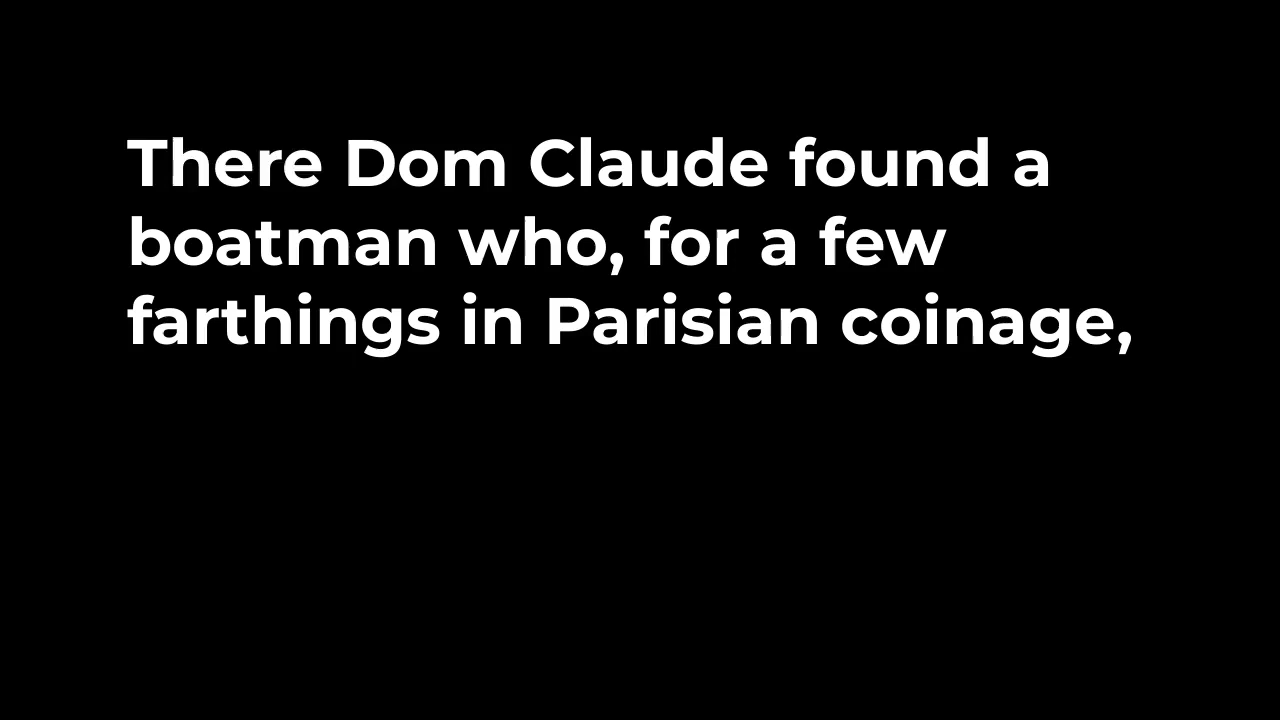 There Dom Claude found a
boatman who, for a few
farthings in Parisian coinage,